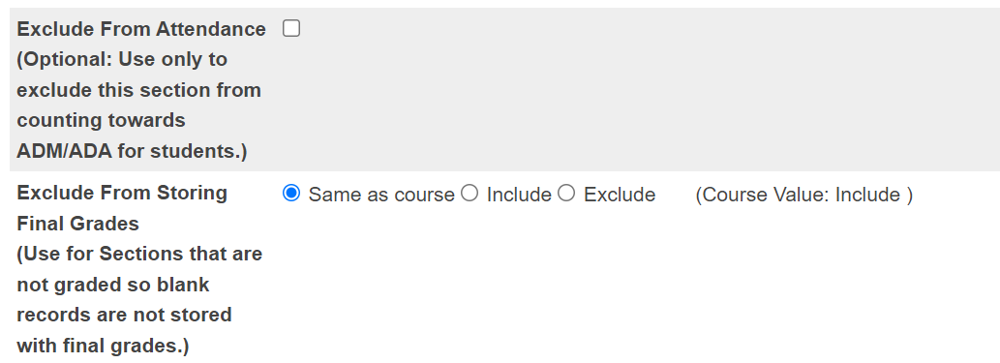 Exclude From Attendance
(Optional: Use only to
exclude this section from
counting towards
ADM/ADA for students.)
Exclude From Storing Same as course Include Exclude (Course Value: Include )
Final Grades
(Use for Sections that are
not graded so blank
records are not stored
with final grades.)